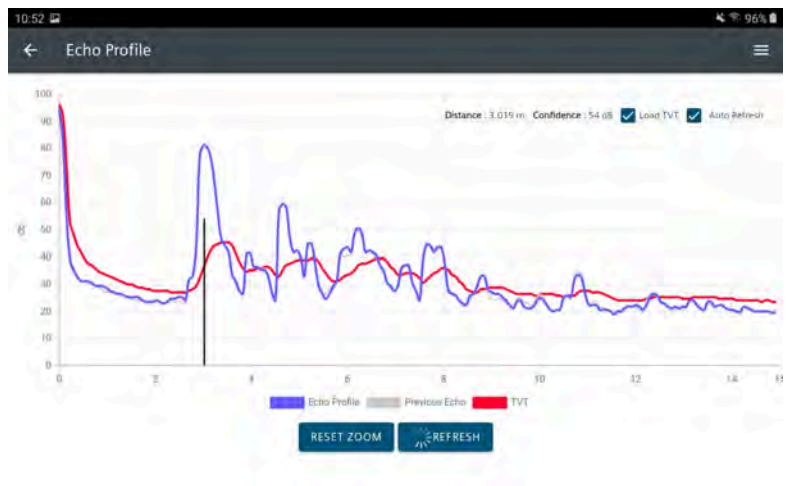 10:52 96%
Echo Profile
Distance : 3.019 m Confidence : 54 dB Load TVT Auto Refresh
100
90
80
70
60
50
40
30
20
10
0
0 2 4 6 8 10 12 14 15
Echo Profile Previous Echo TVT
RESET ZOOM REFRESH